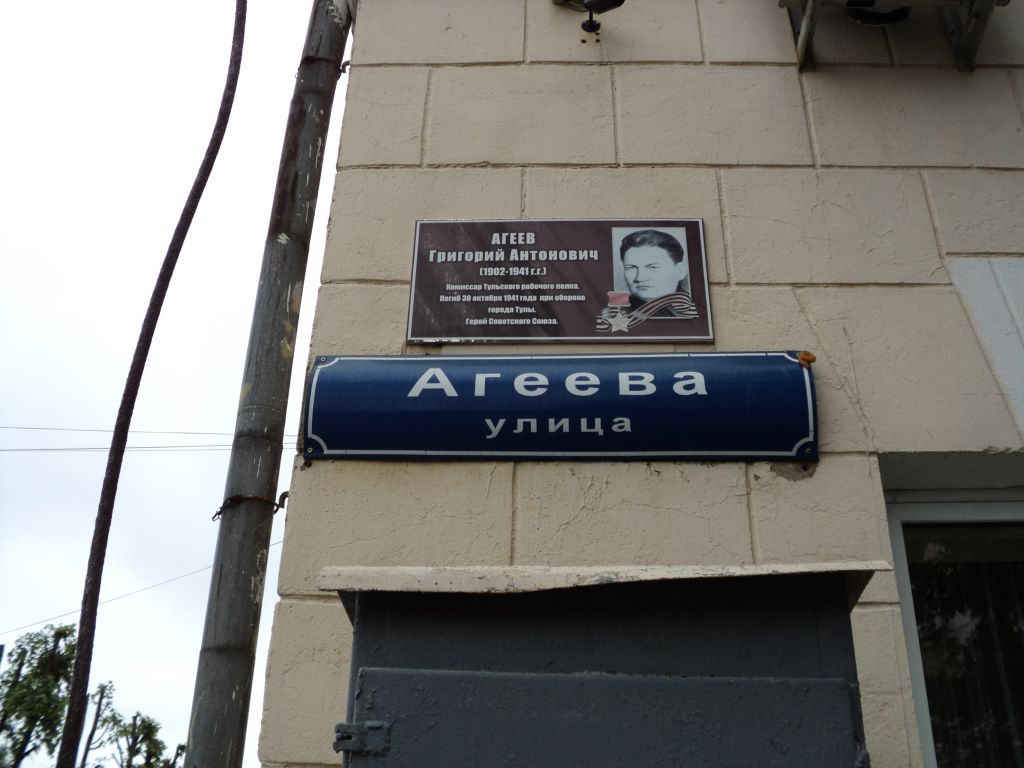 АГЕЕВ
Григорий Антонович
(1902-1941 г.г.)
Комиссар Тульского рабочего полка.
Погиб 30 октября 1941 года при обороне
города Тулы.
Герой Советского Союза.
Агеева
улица